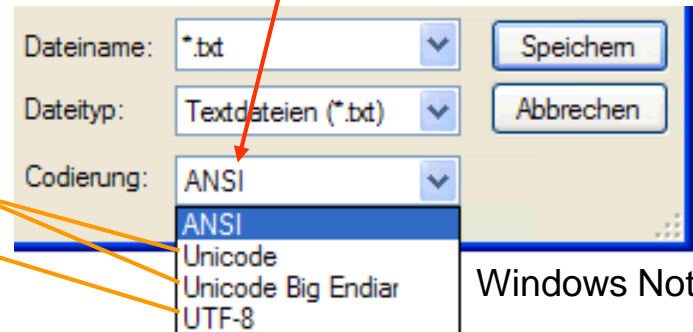 Dateiname: *.txt Speichern
Dateityp: Textdateien (*.txt) Abbrechen
Codierung: ANSI
ANSI
Unicode
Unicode Big Endiar
UTF-8
Windows Not